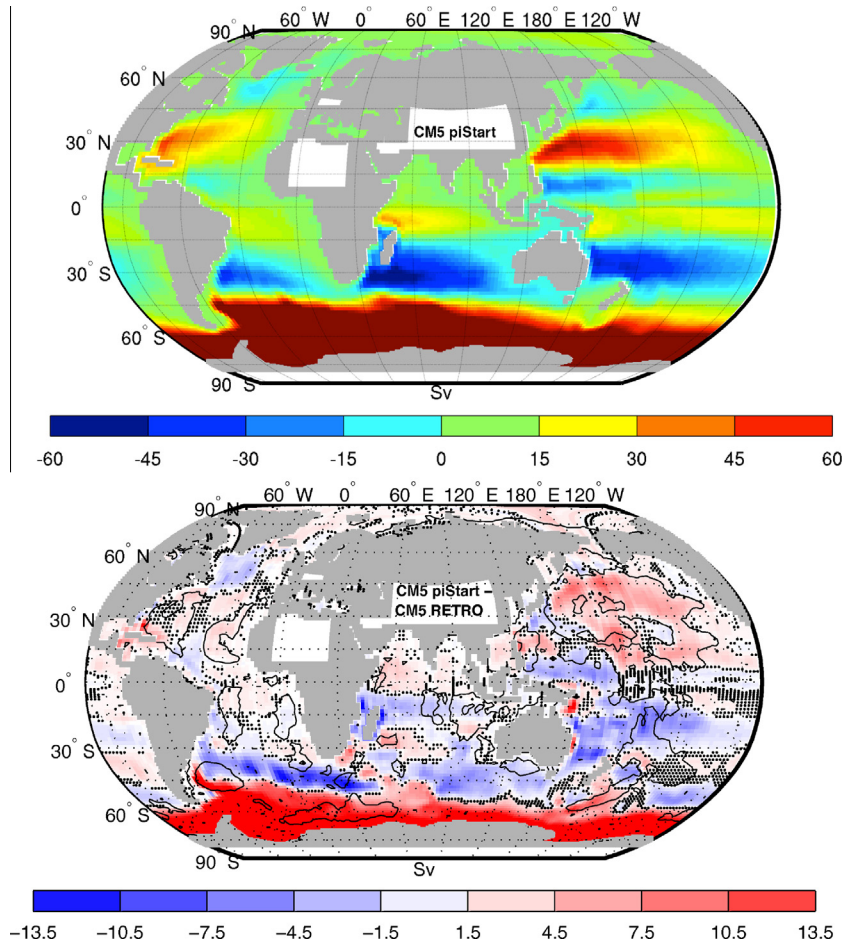 60° W 0° 60° E 120° E 180° E 120° W
90° N
60° N
CM5 piStart
30° N
0°
30° S
60° S
90° S
Sv
-60 -45 -30 -15 0 15 30 45 60
60° W 0° 60° E 120° E 180° E 120° W
90° N
60° N
CM5 piStart –
CM5 RETRO
30° N
0°
30° S
60° S
90° S
Sv
−13.5 −10.5 −7.5 −4.5 −1.5 1.5 4.5 7.5 10.5 13.5